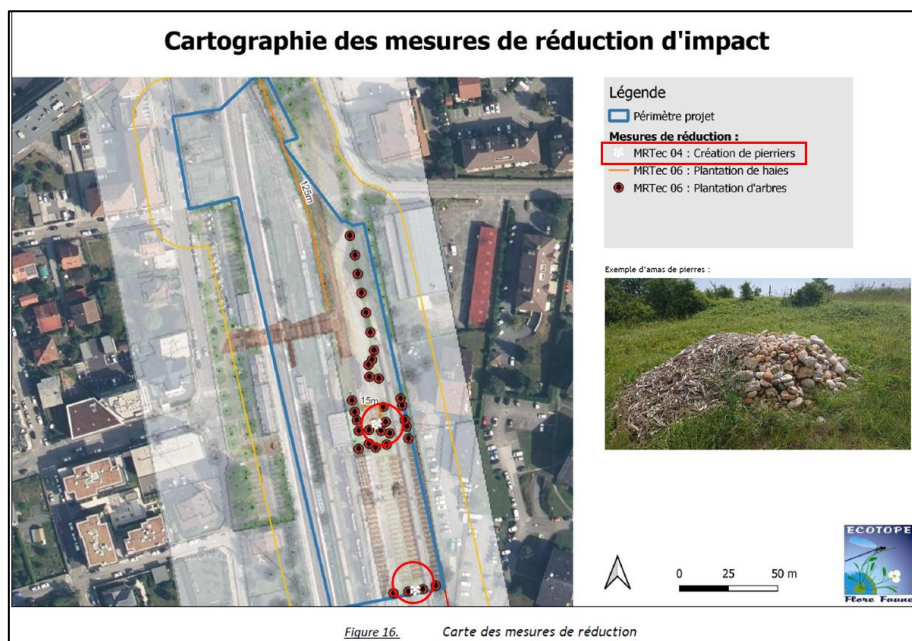 Cartographie des mesures de réduction d'impact
Légende
Périmètre projet
Mesures de réduction :
MRTec 04 : Création de pierriers
MRTec 06 : Plantation de haies
MRTec 06 : Plantation d'arbres
125m
15m
Exemple d'amas de pierres :
0 25 50 m
ECOTOPE
Flore Faune
Figure 16. Carte des mesures de réduction